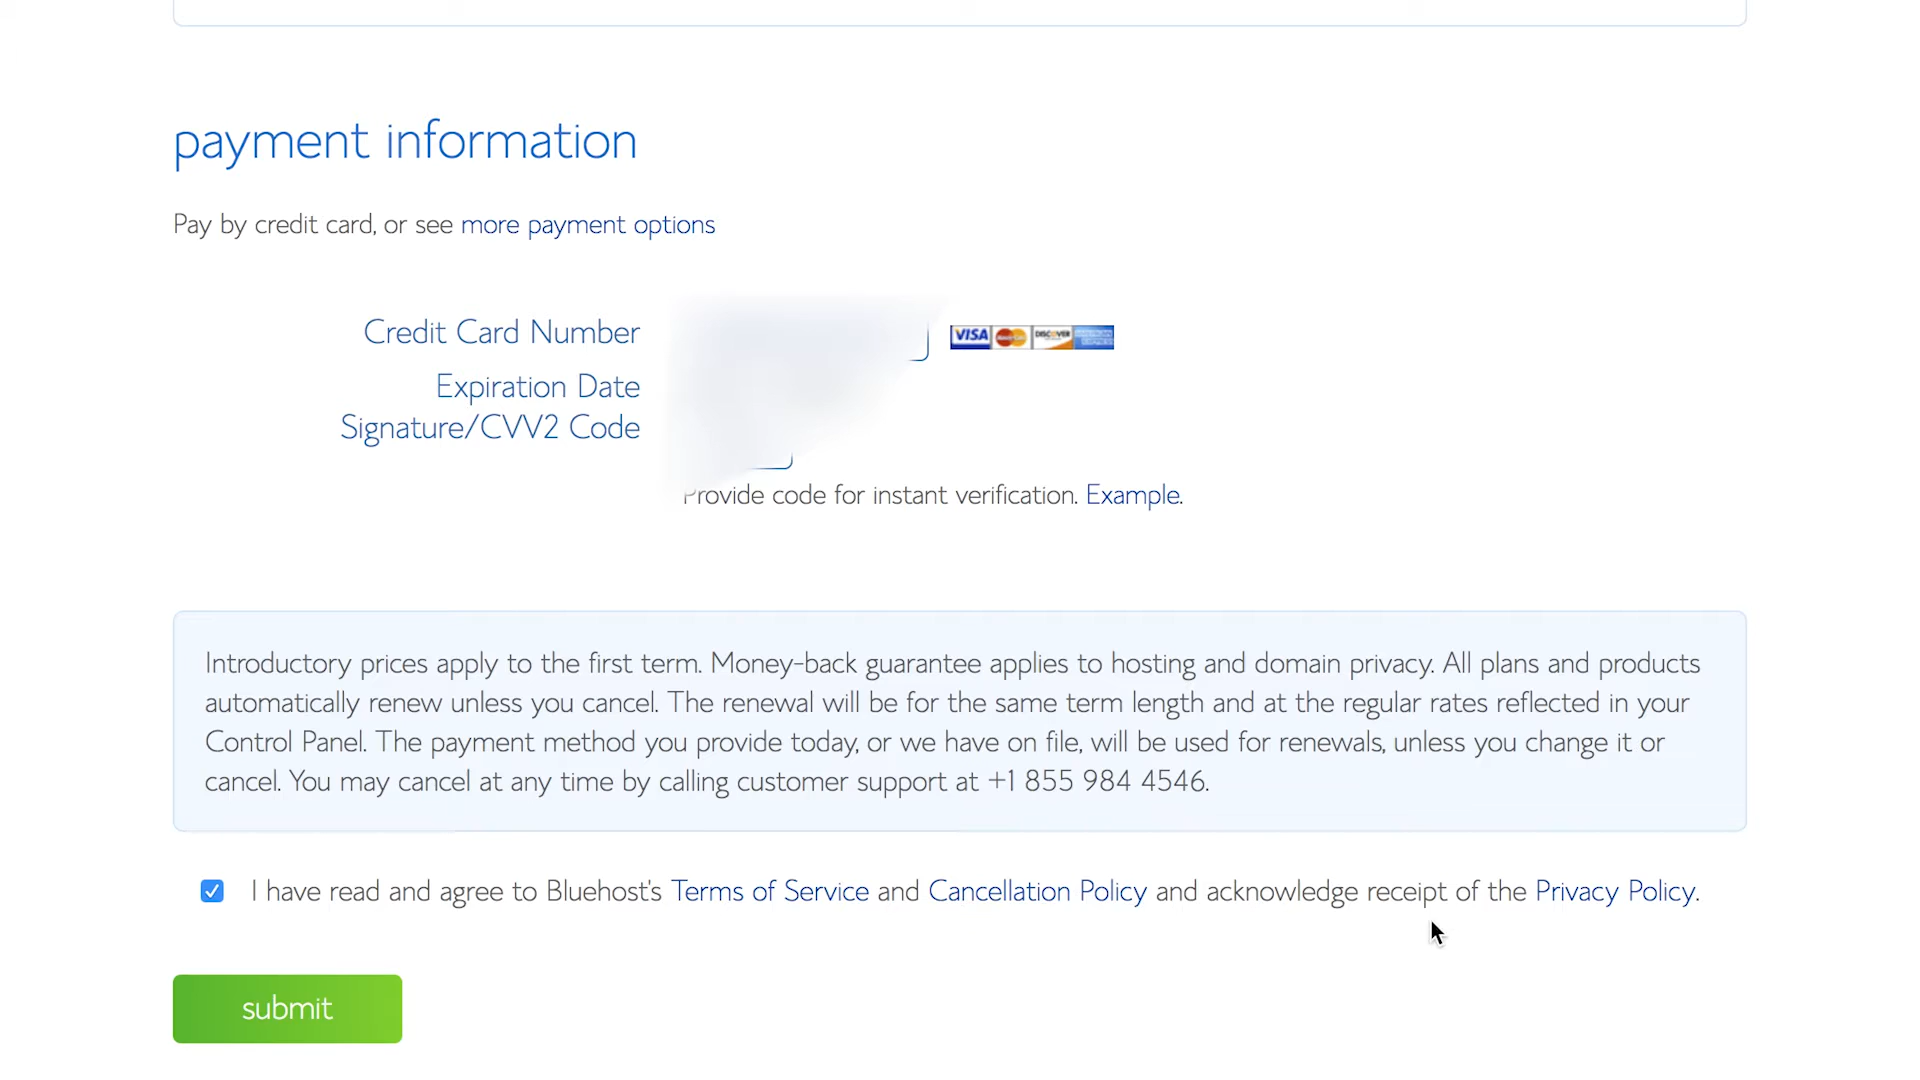 payment information
Pay by credit card, or see more payment options
Credit Card Number
VISA DISCOVER
Expiration Date
Signature/CVV2 Code
Provide code for instant verification. Example.
Introductory prices apply to the first term. Money-back guarantee applies to hosting and domain privacy. All plans and products
automatically renew unless you cancel. The renewal will be for the same term length and at the regular rates reflected in your
Control Panel. The payment method you provide today, or we have on file, will be used for renewals, unless you change it or
cancel. You may cancel at any time by calling customer support at +1 855 984 4546.
I have read and agree to Bluehost's Terms of Service and Cancellation Policy and acknowledge receipt of the Privacy Policy.
submit